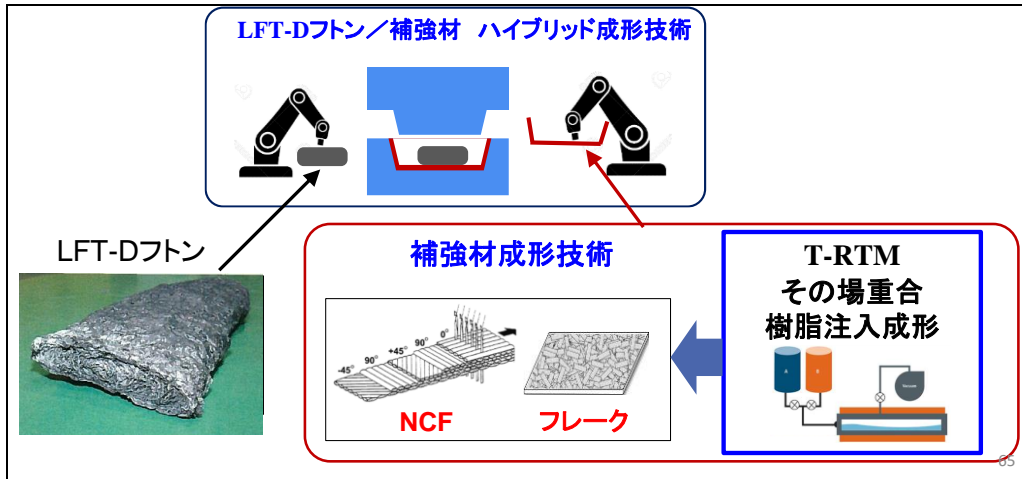 LFT-Dフトン／補強材 ハイブリッド成形技術
LFT-Dフトン
補強材成形技術
-45°
90°
+45°
90°
0°
NCF
フレーク
T-RTM
その場重合
樹脂注入成形
A
Vacuum
65